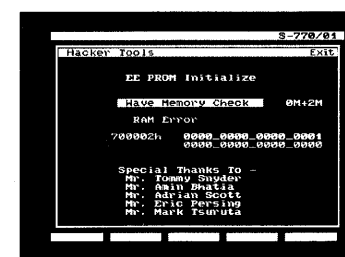 S-770/01
Hacker Tools Exit
EE PROM Initialize
Wave Memory Check 0M+2M
RAM Error
700002h 0000_0000_0000_0001
0000_0000_0000_0000
Special Thanks To -
Mr. Tommy Snyder
Mr. Amin Bhatia
Mr. Adrian Scott
Mr. Eric Persing
Mr. Mark Tsuruta